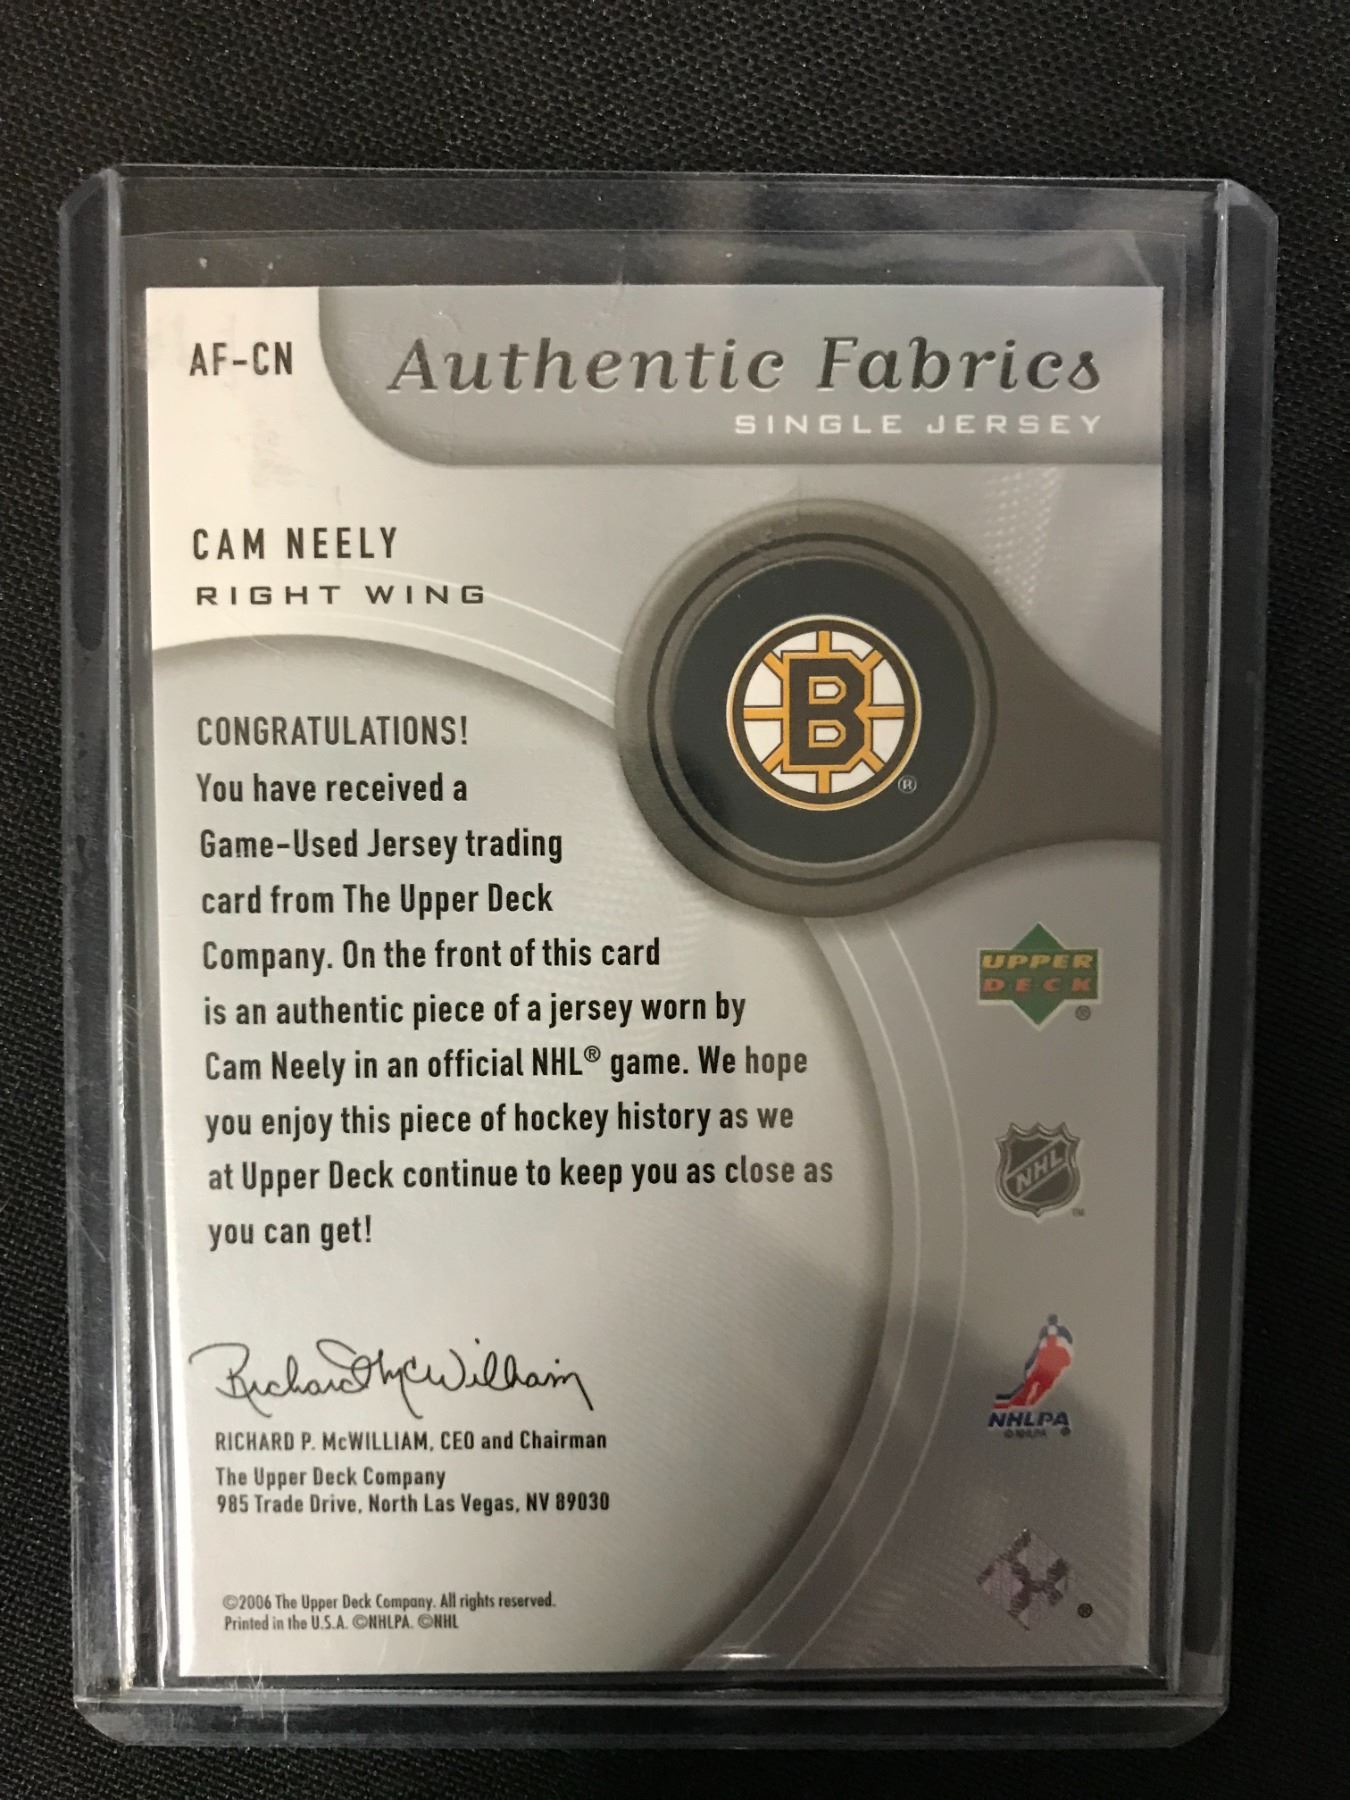 AF-CN
Authentic Fabrics
SINGLE JERSEY
CAM NEELY
RIGHT WING
B
®
CONGRATULATIONS!
You have received a
Game-Used Jersey trading
card from The Upper Deck
Company. On the front of this card
is an authentic piece of a jersey worn by
Cam Neely in an official NHL® game. We hope
you enjoy this piece of hockey history as we
at Upper Deck continue to keep you as close as
you can get!
UPPER
DECK
®
NHL
TM
NHLPA
©NHLPA ®
Richard P McWilliam
RICHARD P. McWILLIAM, CEO and Chairman
The Upper Deck Company
985 Trade Drive, North Las Vegas, NV 89030
©2006 The Upper Deck Company. All rights reserved.
Printed in the U.S.A. ©NHLPA. ©NHL
®